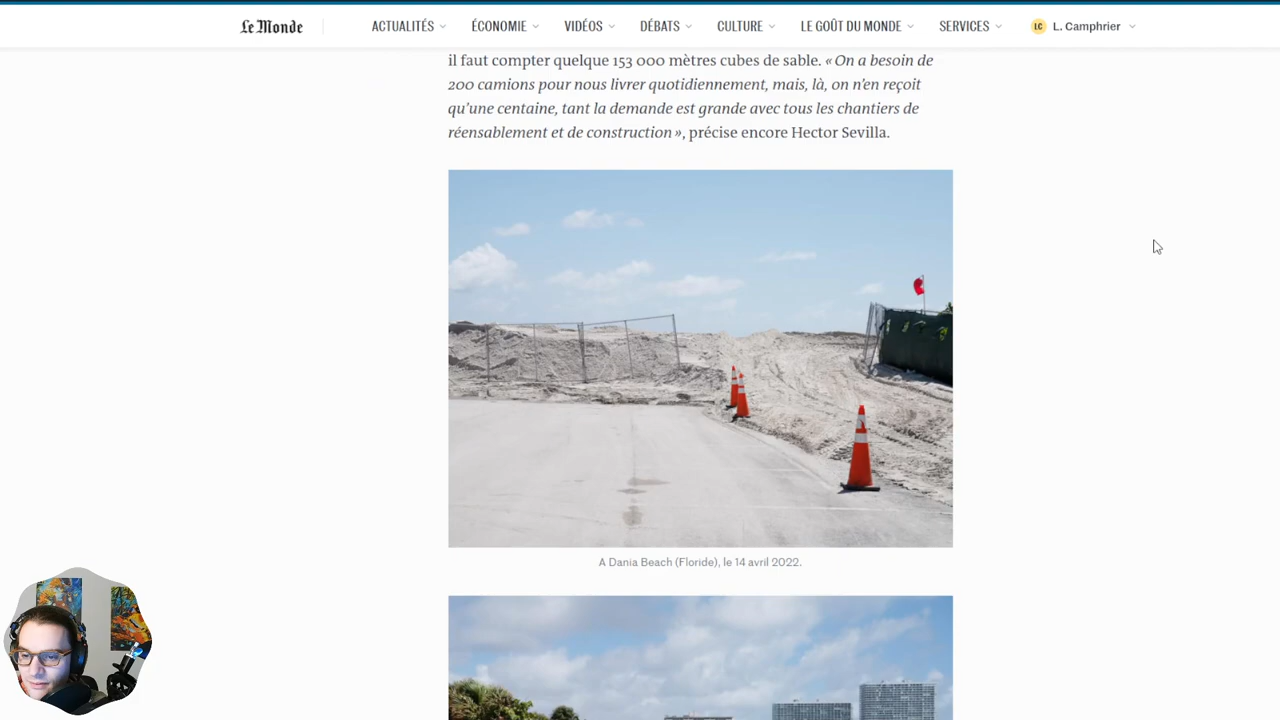 Le Monde
ACTUALITÉS
ÉCONOMIE
VIDÉOS
DÉBATS
CULTURE
LE GOÛT DU MONDE
SERVICES
LC
L. Camphrier
il faut compter quelque 153 000 mètres cubes de sable. « On a besoin de
200 camions pour nous livrer quotidiennement, mais, là, on n’en reçoit
qu’une centaine, tant la demande est grande avec tous les chantiers de
réensablement et de construction », précise encore Hector Sevilla.
A Dania Beach (Floride), le 14 avril 2022.